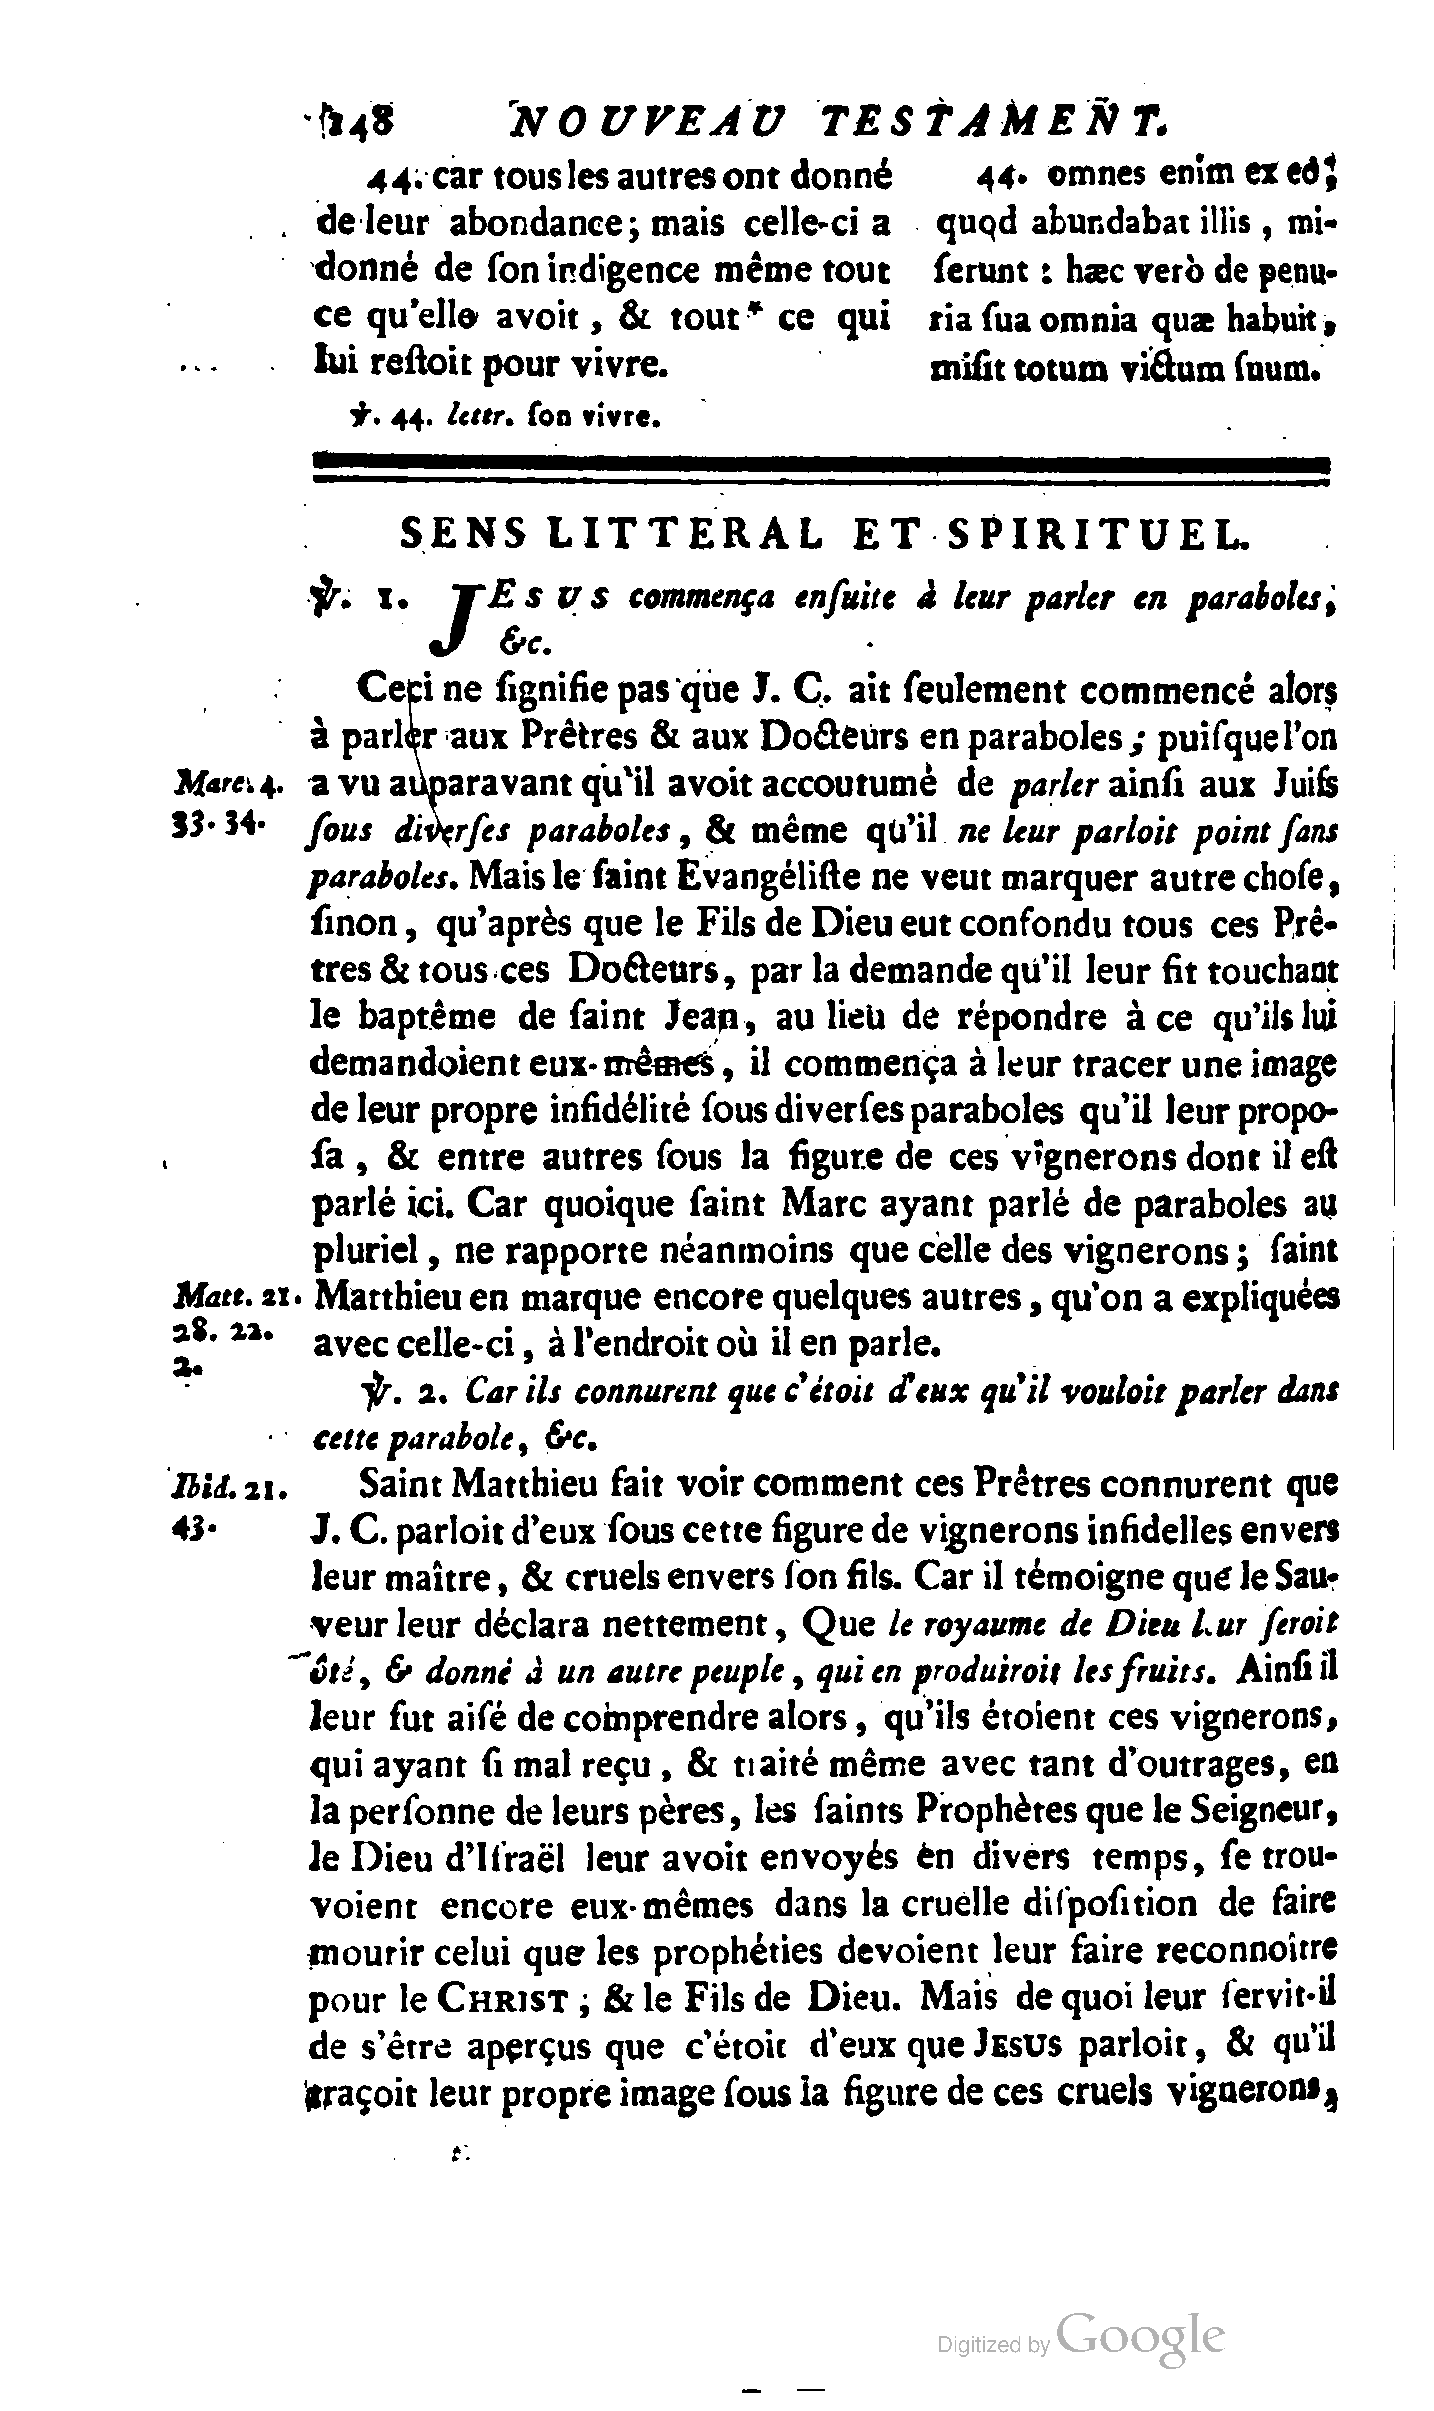 248 NOUVEAU TESTAMENT.
44. car tous les autres ont donné
de leur abondance; mais celle-ci a
donné de ſon indigence même tout
ce qu'elle avoit, & tout * ce qui
lui reſtoit pour vivre.
44. omnes enim ex eo,
quod abundabat illis, mi-
ſerunt : hæc verò de penu-
ria ſua omnia quæ habuit,
miſit totum victum ſuum.
℣. 44. lettr. ſon vivre.
SENS LITTERAL ET SPIRITUEL.
℣. 1. JESUS commença enſuite à leur parler en paraboles,
&c.
Ceci ne ſignifie pas que J. C. ait ſeulement commencé alors
à parler aux Prêtres & aux Docteurs en paraboles; puiſque l'on
Marc. 4. a vu auparavant qu'il avoit accoutumé de parler ainſi aux Juifs
33. 34. ſous diverſes paraboles, & même qu'il ne leur parloit point ſans
paraboles. Mais le ſaint Evangéliſte ne veut marquer autre choſe,
ſinon, qu'après que le Fils de Dieu eut confondu tous ces Prê-
tres & tous ces Docteurs, par la demande qu'il leur fit touchant
le baptême de ſaint Jean, au lieu de répondre à ce qu'ils lui
demandoient eux-mêmes, il commença à leur tracer une image
de leur propre infidélité ſous diverſes paraboles qu'il leur propo-
ſa, & entre autres ſous la figure de ces vignerons dont il eſt
parlé ici. Car quoique ſaint Marc ayant parlé de paraboles au
pluriel, ne rapporte néanmoins que celle des vignerons; ſaint
Matt. 21. Matthieu en marque encore quelques autres, qu'on a expliquées
28. 22. avec celle-ci, à l'endroit où il en parle.
2.
℣. 2. Car ils connurent que c'étoit d'eux qu'il vouloit parler dans
cette parabole, &c.
Ibid. 21. Saint Matthieu fait voir comment ces Prêtres connurent que
43. J. C. parloit d'eux ſous cette figure de vignerons infidelles envers
leur maître, & cruels envers ſon fils. Car il témoigne que le Sau-
veur leur déclara nettement, Que le royaume de Dieu leur ſeroit
ôté, & donné à un autre peuple, qui en produiroit les fruits. Ainſi il
leur fut aiſé de comprendre alors, qu'ils étoient ces vignerons,
qui ayant ſi mal reçu, & traité même avec tant d'outrages, en
la perſonne de leurs pères, les ſaints Prophètes que le Seigneur,
le Dieu d'Iſraël leur avoit envoyés en divers temps, ſe trou-
voient encore eux-mêmes dans la cruelle diſpoſition de faire
mourir celui que les prophéties devoient leur faire reconnoître
pour le CHRIST; & le Fils de Dieu. Mais de quoi leur ſervit-il
de s'être aperçus que c'étoit d'eux que JESUS parloit, & qu'il
traçoit leur propre image ſous la figure de ces cruels vignerons,
Digitized by Google